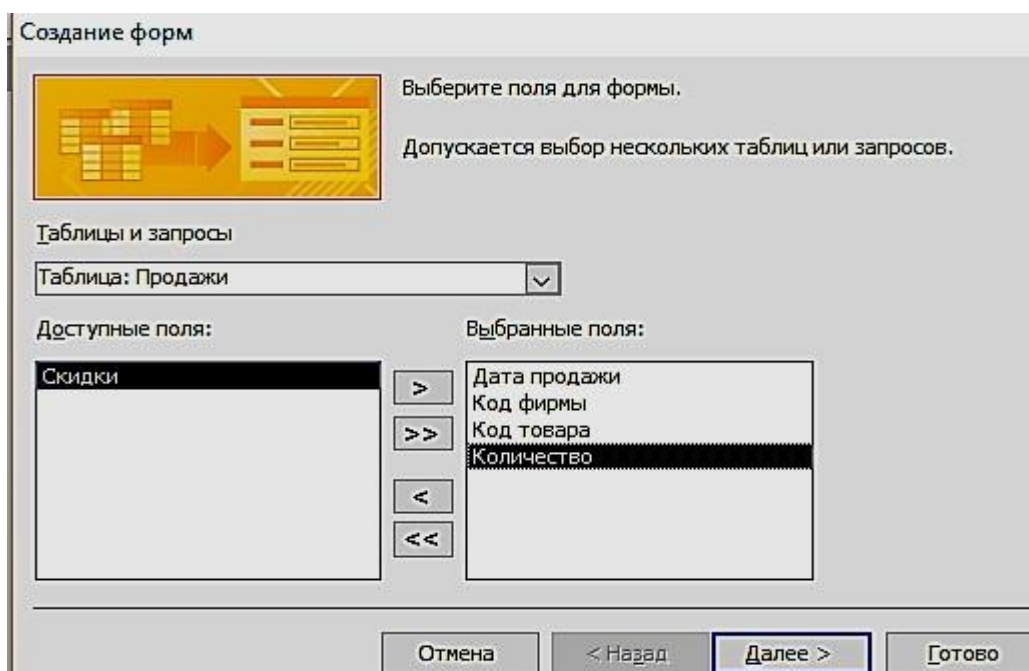 Создание форм
Выберите поля для формы.
Допускается выбор нескольких таблиц или запросов.
Таблицы и запросы
Таблица: Продажи
Доступные поля:
Выбранные поля:
Скидки
>
>>
<
<<
Дата продажи
Код фирмы
Код товара
Количество
Отмена
< Назад
Далее >
Готово